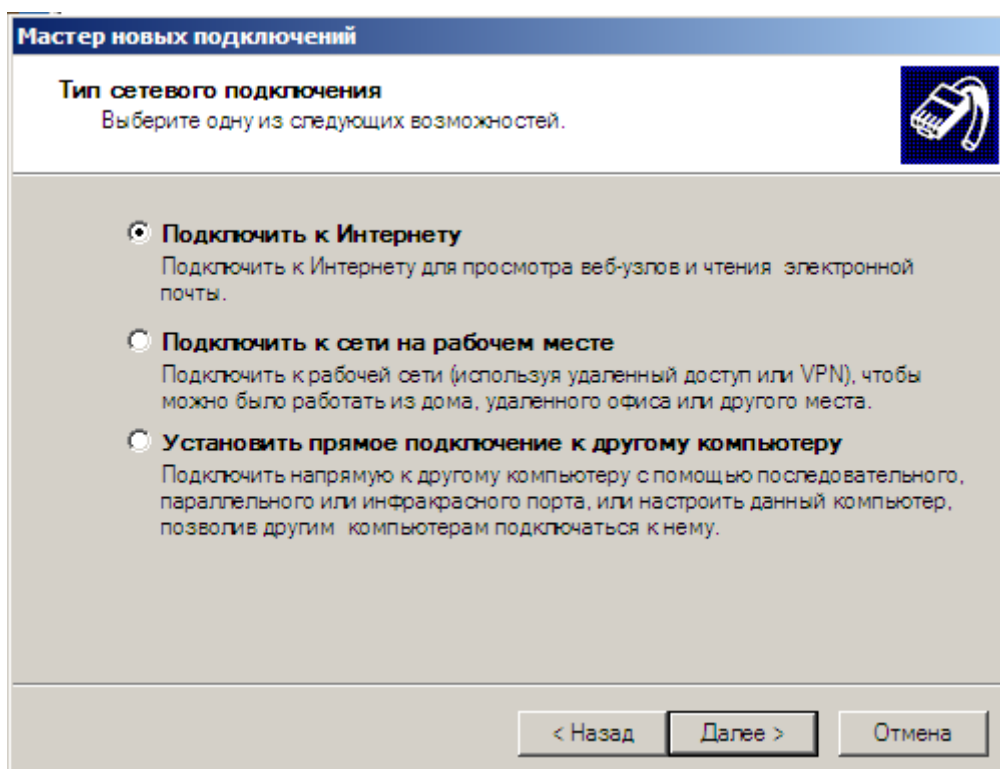 Мастер новых подключений
Тип сетевого подключения
Выберите одну из следующих возможностей.
Подключить к Интернету
Подключить к Интернету для просмотра веб-узлов и чтения электронной
почты.
Подключить к сети на рабочем месте
Подключить к рабочей сети (используя удаленный доступ или VPN), чтобы
можно было работать из дома, удаленного офиса или другого места.
Установить прямое подключение к другому компьютеру
Подключить напрямую к другому компьютеру с помощью последовательного,
параллельного или инфракрасного порта, или настроить данный компьютер,
позволив другим компьютерам подключаться к нему.
< Назад Далее > Отмена